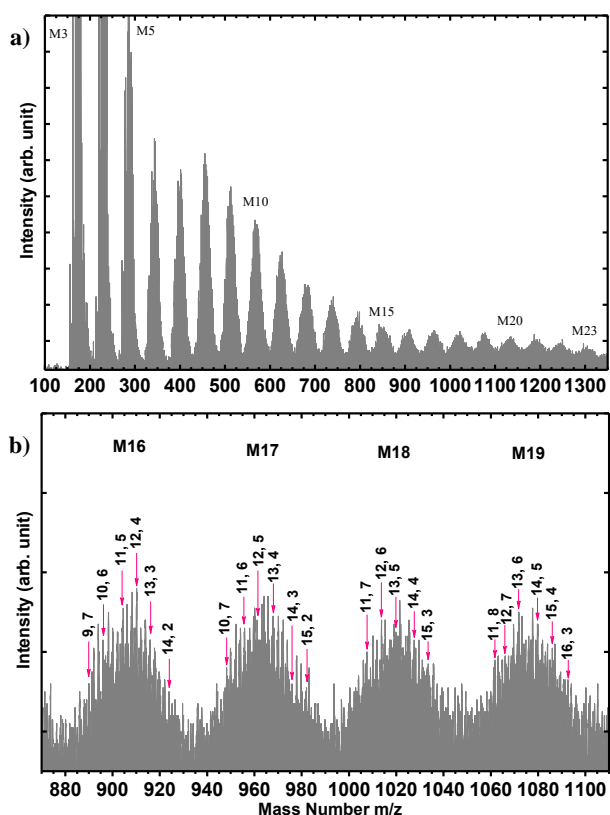 a)
M3
M5
M10
M15
M20
M23
Intensity (arb. unit)
100 200 300 400 500 600 700 800 900 1000 1100 1200 1300
b)
M16 M17 M18 M19
Intensity (arb. unit)
9, 7
10, 6
11, 5
12, 4
13, 3
14, 2
10, 7
11, 6
12, 5
13, 4
14, 3
15, 2
11, 7
12, 6
13, 5
14, 4
15, 3
11, 8
12, 7
13, 6
14, 5
15, 4
16, 3
880 900 920 940 960 980 1000 1020 1040 1060 1080 1100
Mass Number m/z